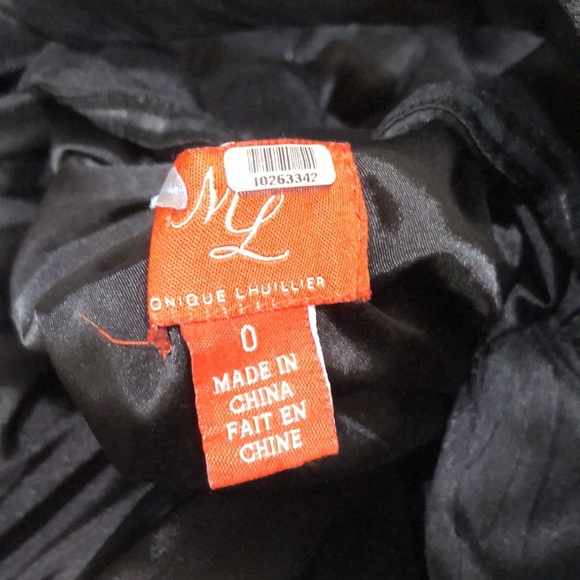 10263342
ML
ONIQUE LHUILLIER
0
MADE IN
CHINA
FAIT EN
CHINE